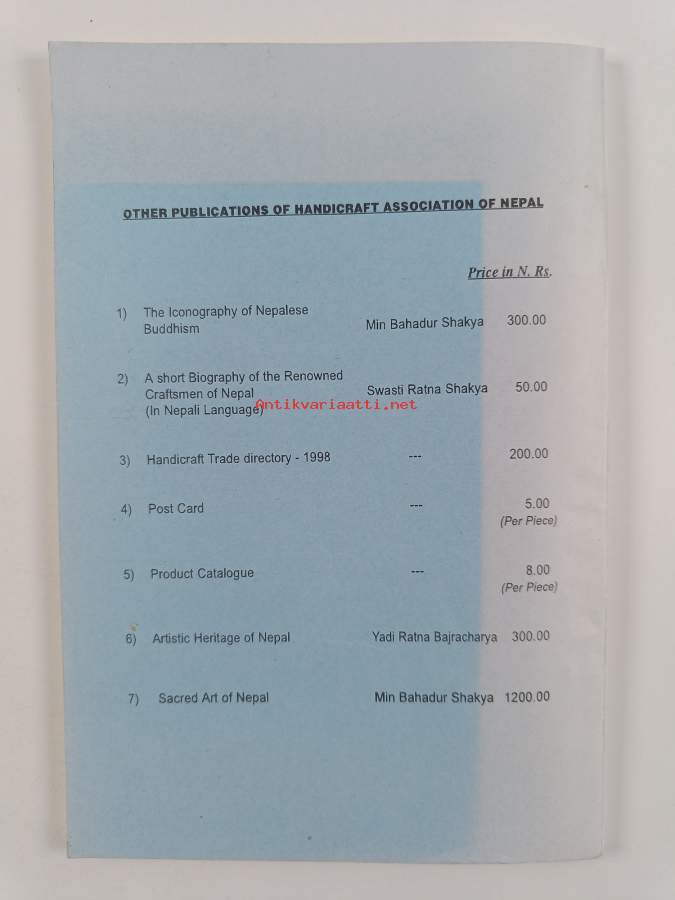 OTHER PUBLICATIONS OF HANDICRAFT ASSOCIATION OF NEPAL
Price in N. Rs.
1) The Iconography of Nepalese
Buddhism Min Bahadur Shakya 300.00
2) A short Biography of the Renowned
Craftsmen of Nepal Swasti Ratna Shakya 50.00
(In Nepali Language)
Antikvariaatti.net
3) Handicraft Trade directory - 1998 --- 200.00
4) Post Card --- 5.00
(Per Piece)
5) Product Catalogue --- 8.00
(Per Piece)
6) Artistic Heritage of Nepal Yadi Ratna Bajracharya 300.00
7) Sacred Art of Nepal Min Bahadur Shakya 1200.00